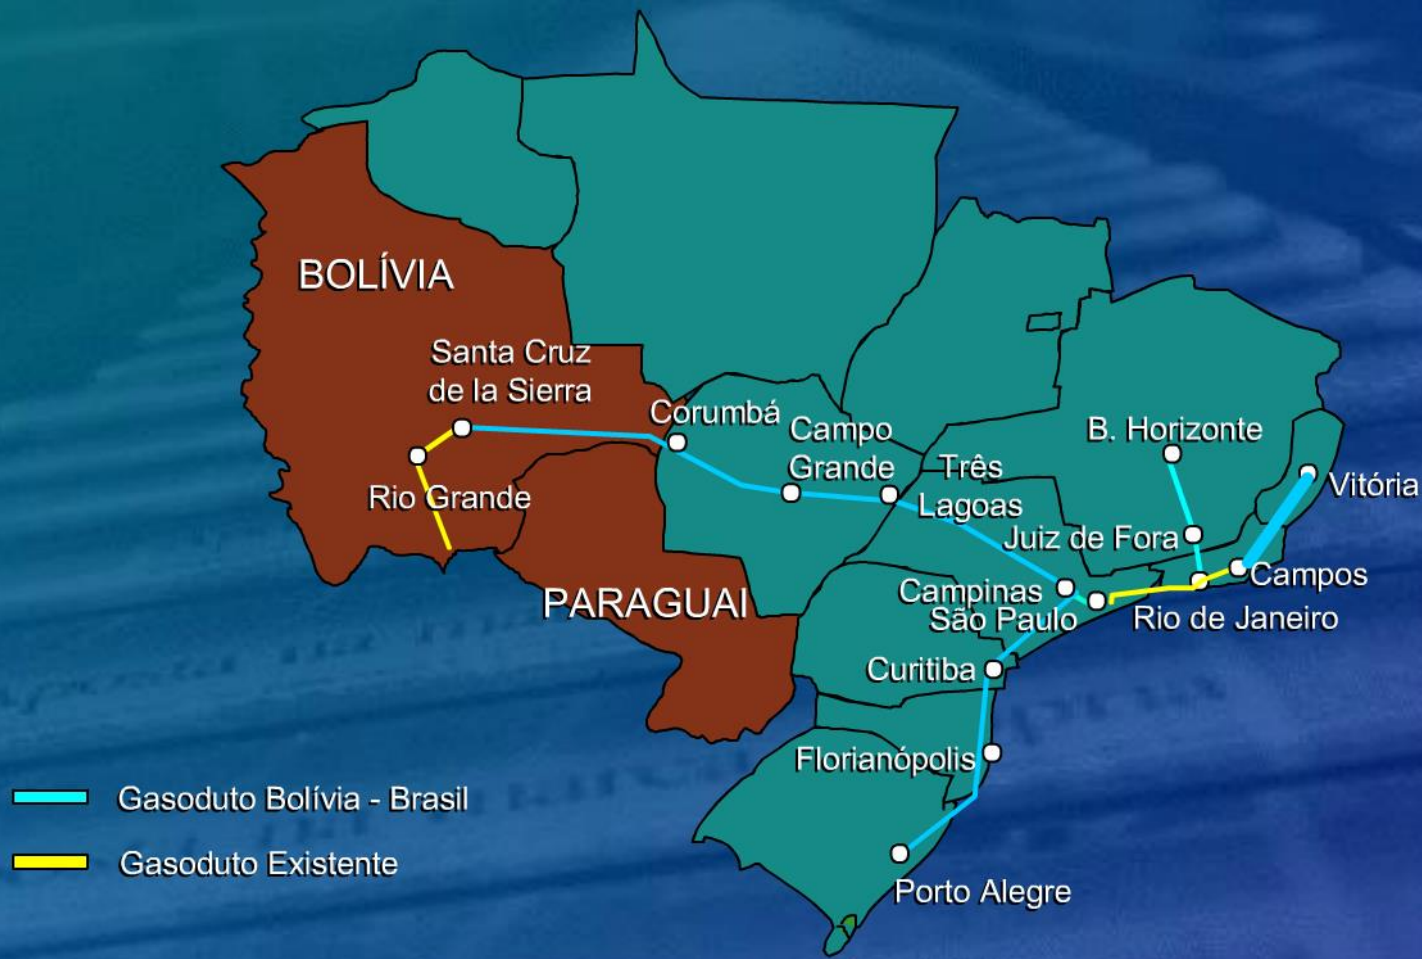 BOLÍVIA
Santa Cruz
de la Sierra
Corumbá
Campo
Grande
Três
Lagoas
B. Horizonte
Vitória
Rio Grande
Juiz de Fora
Campos
Campinas
São Paulo
Rio de Janeiro
PARAGUAI
Curitiba
Florianópolis
Porto Alegre
Gasoduto Bolívia - Brasil
Gasoduto Existente